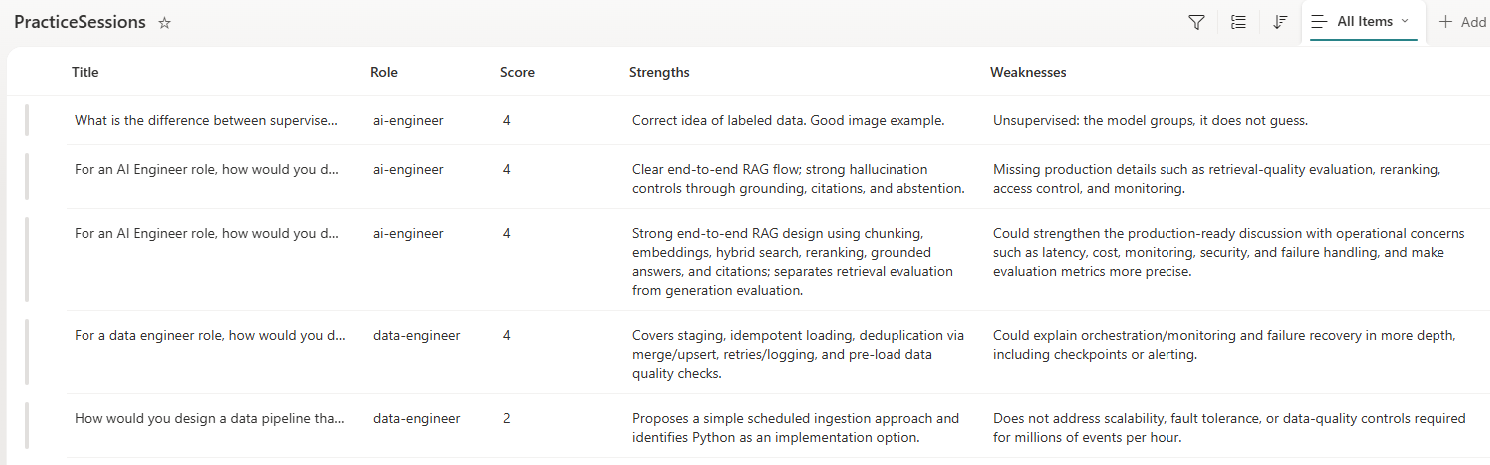 PracticeSessions
All Items
Add
Title Role Score Strengths Weaknesses
What is the difference between supervise... ai-engineer 4 Correct idea of labeled data. Good image example. Unsupervised: the model groups, it does not guess.
For an AI Engineer role, how would you d... ai-engineer 4 Clear end-to-end RAG flow; strong hallucination
controls through grounding, citations, and abstention.
Missing production details such as retrieval-quality evaluation, reranking,
access control, and monitoring.
For an AI Engineer role, how would you d... ai-engineer 4 Strong end-to-end RAG design using chunking,
embeddings, hybrid search, reranking, grounded
answers, and citations; separates retrieval evaluation
from generation evaluation.
Could strengthen the production-ready discussion with operational concerns
such as latency, cost, monitoring, security, and failure handling, and make
evaluation metrics more precise.
For a data engineer role, how would you d... data-engineer 4 Covers staging, idempotent loading, deduplication via
merge/upsert, retries/logging, and pre-load data
quality checks.
Could explain orchestration/monitoring and failure recovery in more depth,
including checkpoints or alerting.
How would you design a data pipeline tha... data-engineer 2 Proposes a simple scheduled ingestion approach and
identifies Python as an implementation option.
Does not address scalability, fault tolerance, or data-quality controls required
for millions of events per hour.